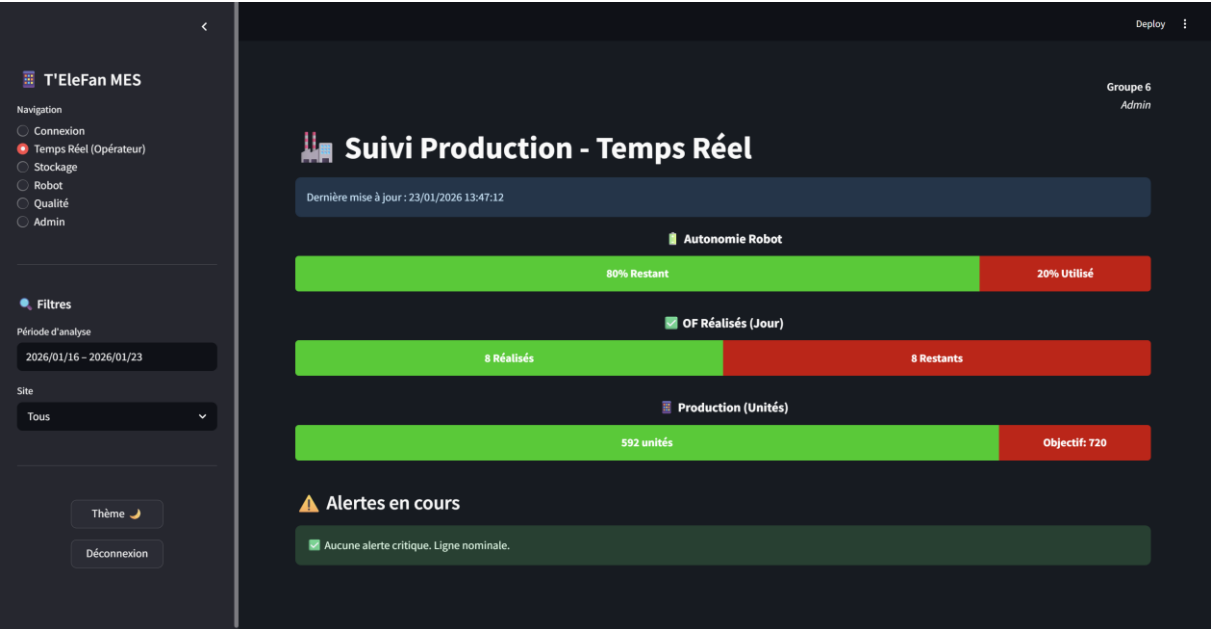 Deploy
T'EleFan MES
Navigation
Connexion
Temps Réel (Opérateur)
Stockage
Robot
Qualité
Admin
Filtres
Période d'analyse
2026/01/16 – 2026/01/23
Site
Tous
Thème
Déconnexion
Groupe 6
Admin
Suivi Production - Temps Réel
Dernière mise à jour : 23/01/2026 13:47:12
Autonomie Robot
80% Restant 20% Utilisé
OF Réalisés (Jour)
8 Réalisés 8 Restants
Production (Unités)
592 unités Objectif: 720
Alertes en cours
Aucune alerte critique. Ligne nominale.